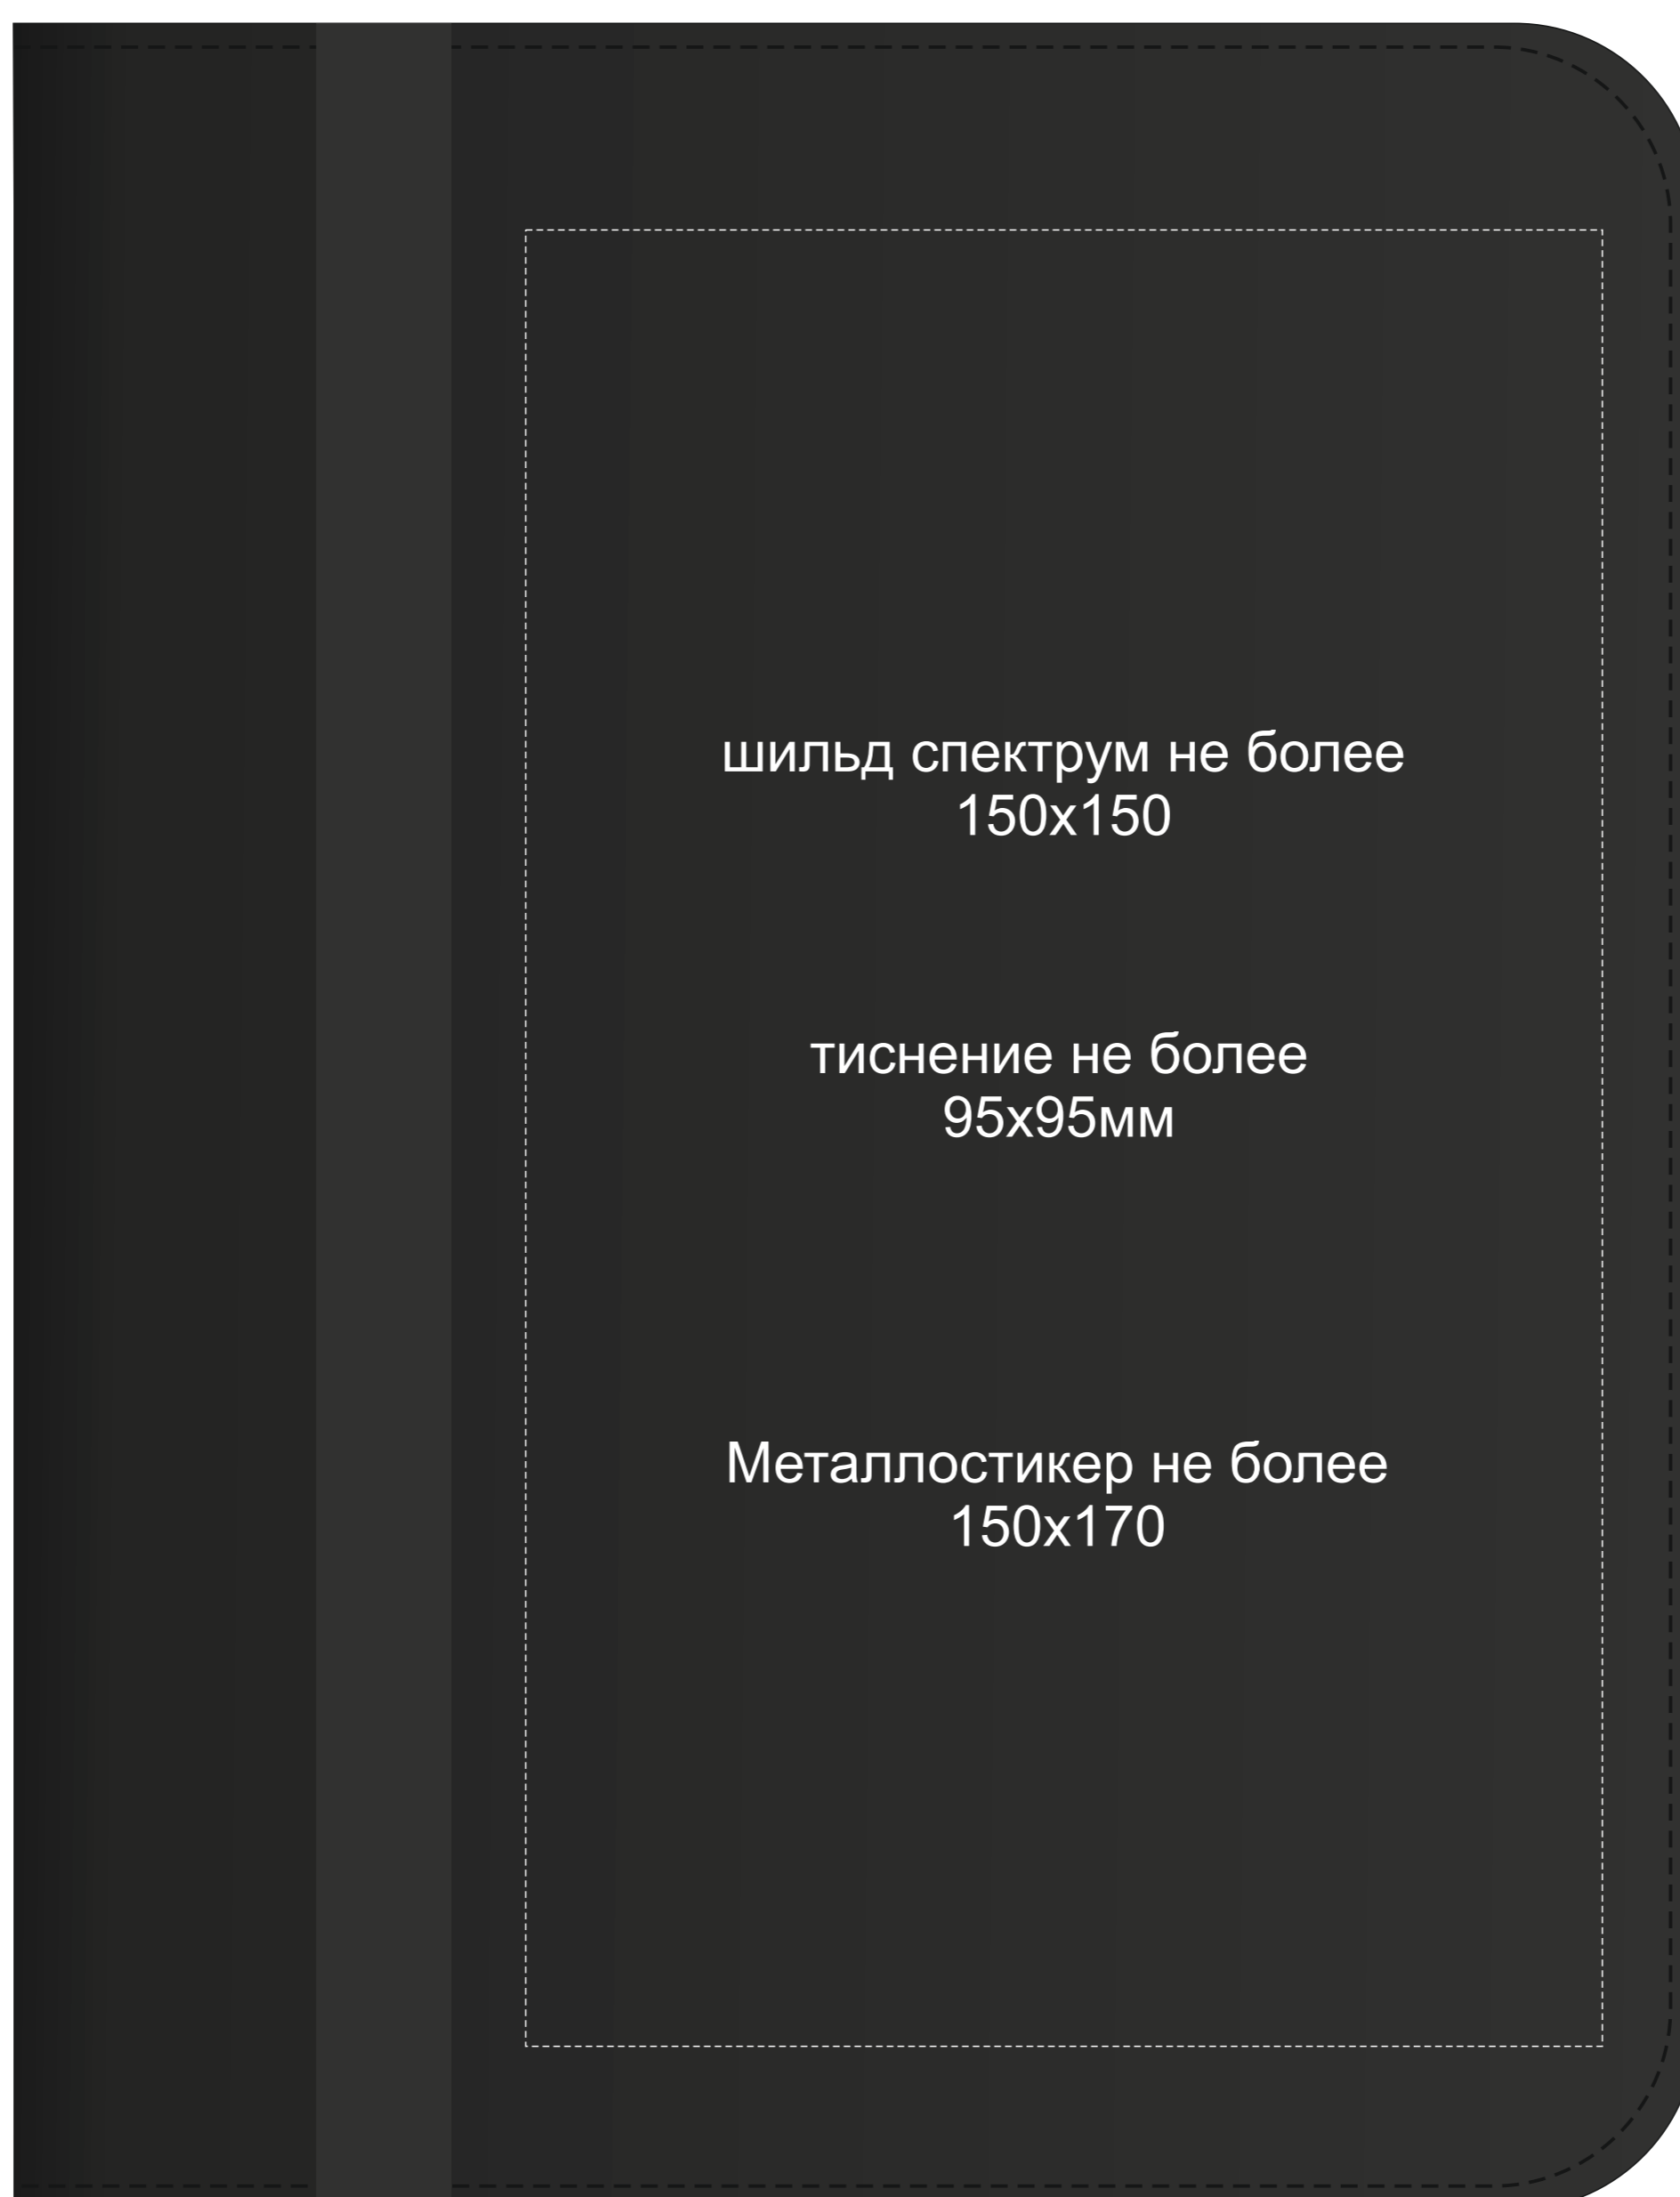 шильд спектрум не более
150х150
тиснение не более
95х95мм
Металлостикер не более
150х170